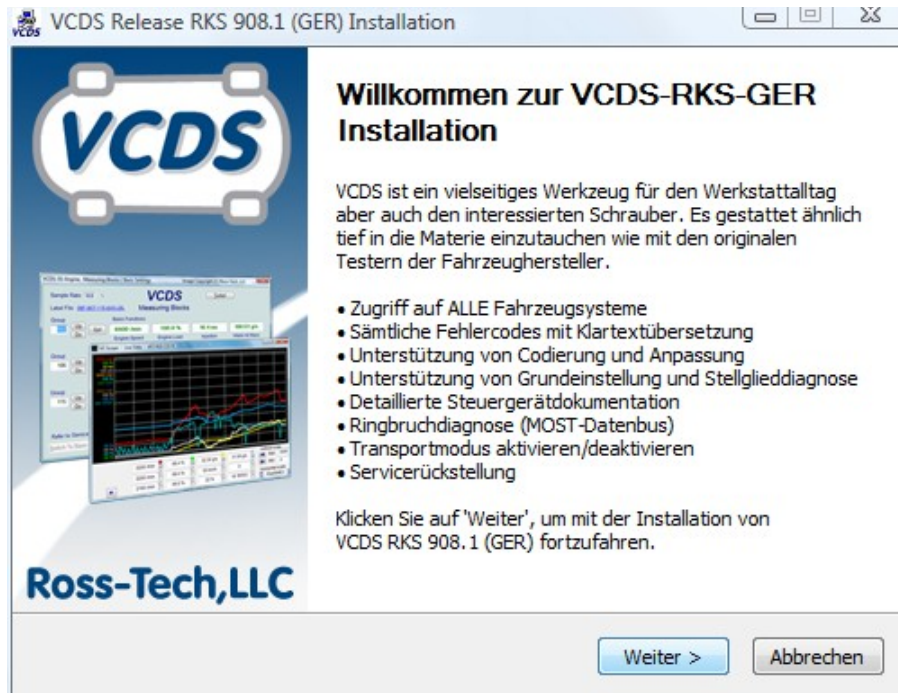 VCDS Release RKS 908.1 (GER) Installation
VCDS
VCDS
Willkommen zur VCDS-RKS-GER
Installation
VCDS ist ein vielseitiges Werkzeug für den Werkstattalltag
aber auch den interessierten Schrauber. Es gestattet ähnlich
tief in die Materie einzutauchen wie mit den originalen
Testern der Fahrzeughersteller.
• Zugriff auf ALLE Fahrzeugsysteme
• Sämtliche Fehlercodes mit Klartextübersetzung
• Unterstützung von Codierung und Anpassung
• Unterstützung von Grundeinstellung und Stellglieddiagnose
• Detaillierte Steuergerätdokumentation
• Ringbruchdiagnose (MOST-Datenbus)
• Transportmodus aktivieren/deaktivieren
• Servicerückstellung
Klicken Sie auf 'Weiter', um mit der Installation von
VCDS RKS 908.1 (GER) fortzufahren.
VCDS
Measuring Blocks
Ross-Tech,LLC
Weiter >
Abbrechen